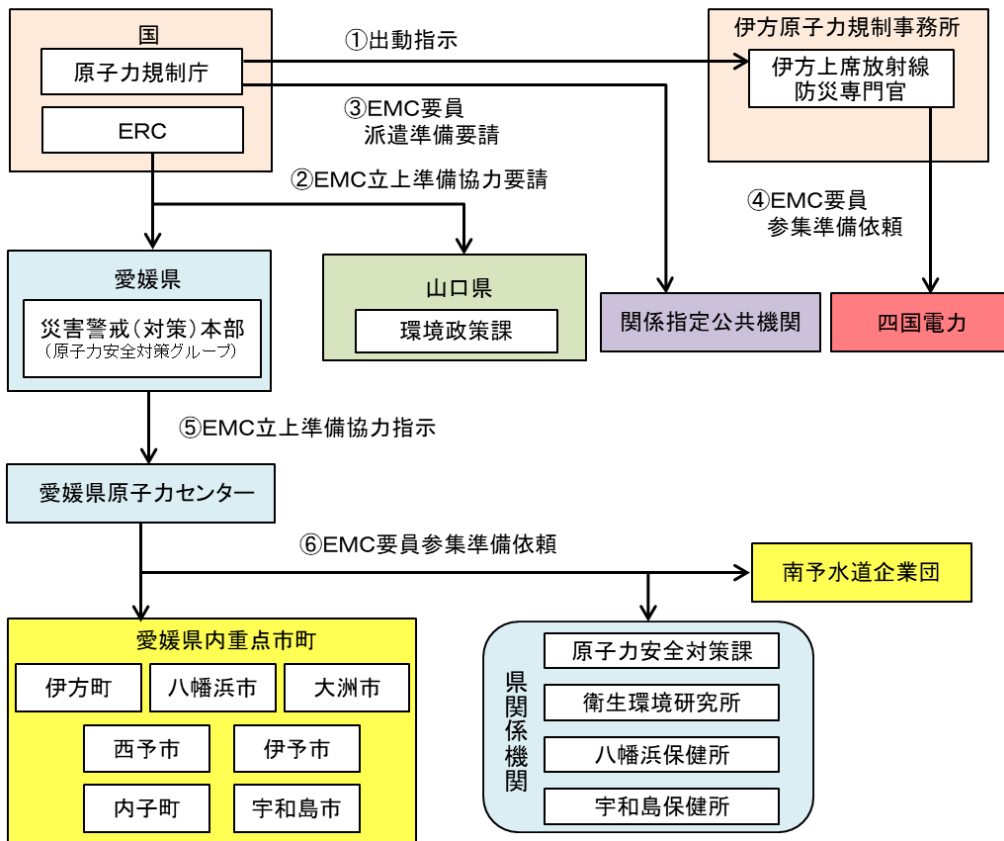 国
原子力規制庁
ERC
①出動指示
伊方原子力規制事務所
伊方上席放射線
防災専門官
③EMC要員
派遣準備要請
②EMC立上準備協力要請
④EMC要員
参集準備依頼
愛媛県
災害警戒(対策)本部
(原子力安全対策グループ)
山口県
環境政策課
関係指定公共機関
四国電力
⑤EMC立上準備協力指示
愛媛県原子力センター
⑥EMC要員参集準備依頼
南予水道企業団
愛媛県内重点市町
伊方町
八幡浜市
大洲市
西予市
伊予市
内子町
宇和島市
県関係機関
原子力安全対策課
衛生環境研究所
八幡浜保健所
宇和島保健所